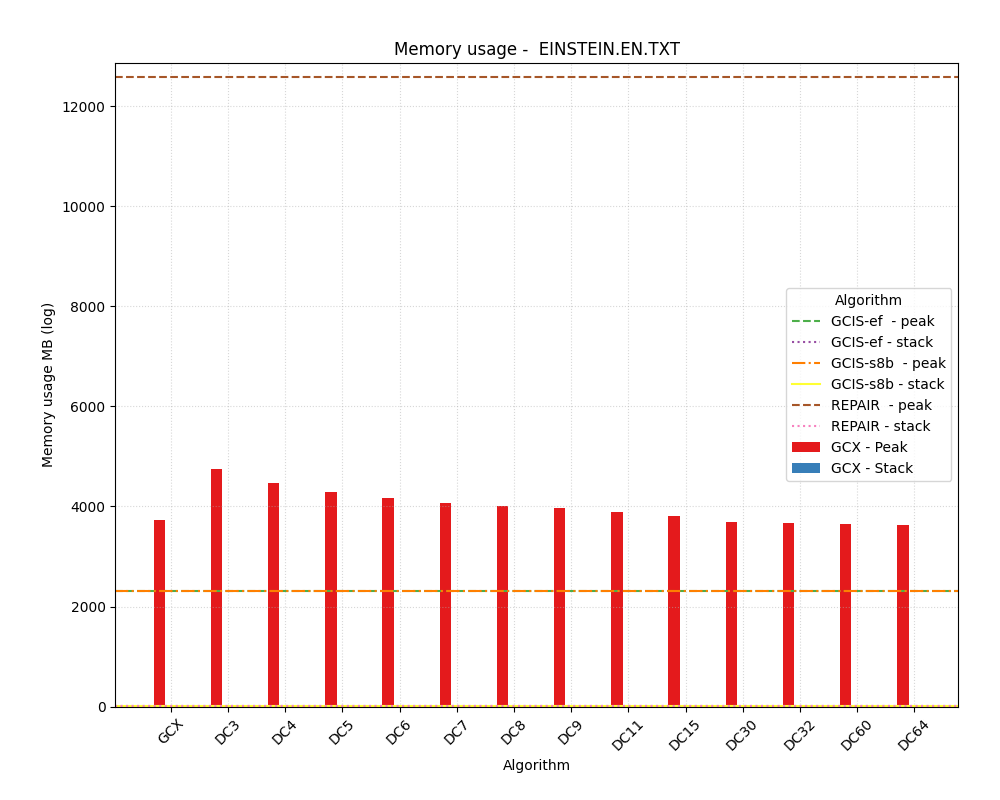 Memory usage -  EINSTEIN.EN.TXT
12000
10000
8000
6000
4000
2000
0
Memory usage MB (log)
Algorithm
GCIS-ef  - peak
GCIS-ef - stack
GCIS-s8b  - peak
GCIS-s8b - stack
REPAIR  - peak
REPAIR - stack
GCX - Peak
GCX - Stack
GCX
DC3
DC4
DC5
DC6
DC7
DC8
DC9
DC11
DC15
DC30
DC32
DC60
DC64
Algorithm